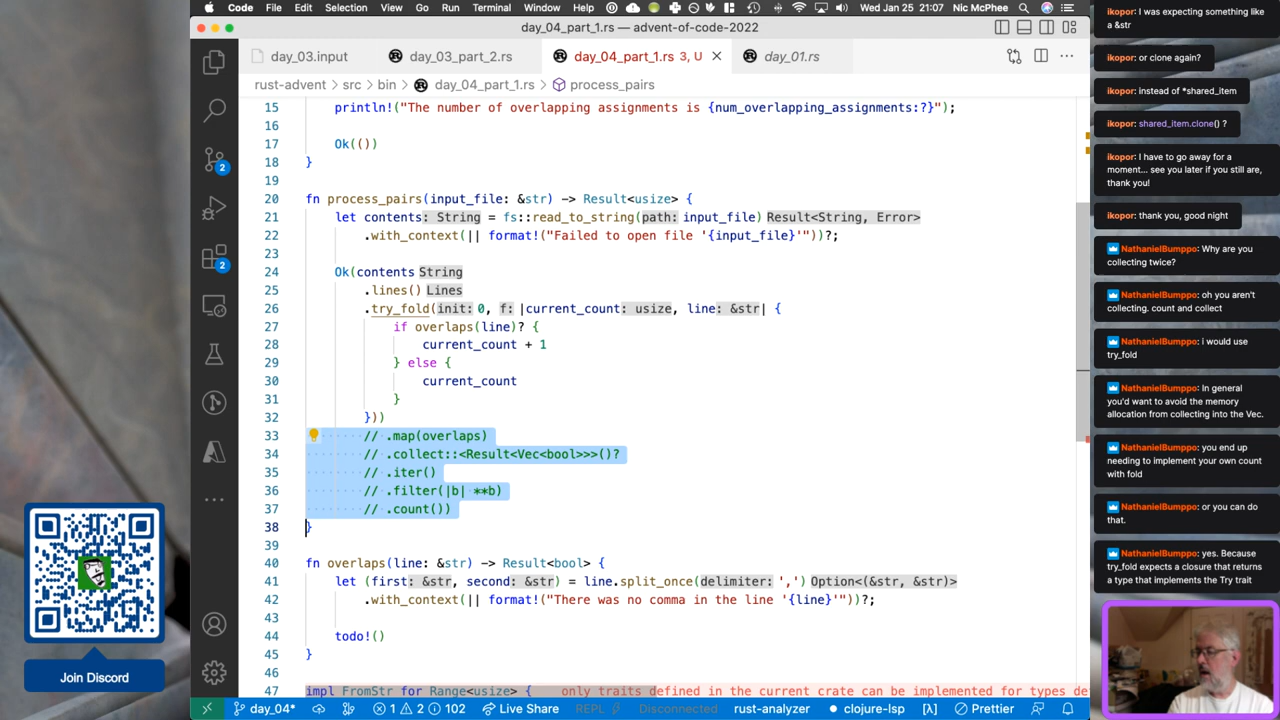 Code File Edit Selection View Go Run Terminal Window Help Wed Jan 25 21:07 Nic McPhee
day_04_part_1.rs — advent-of-code-2022
day_03.input day_03_part_2.rs day_04_part_1.rs 3, U day_01.rs
rust-advent > src > bin > day_04_part_1.rs > process_pairs
15 println!("The number of overlapping assignments is {num_overlapping_assignments:?}");
16
17 Ok(())
18 }
19
20 fn process_pairs(input_file: &str) -> Result<usize> {
21 let contents: String = fs::read_to_string(path: input_file) Result<String, Error>
22 .with_context(|| format!("Failed to open file '{input_file}'"))?;
23
24 Ok(contents String
25 .lines() Lines
26 .try_fold(init: 0, f: |current_count: usize, line: &str| {
27 if overlaps(line)? {
28 current_count + 1
29 } else {
30 current_count
31 }
32 }))
33 // .map(overlaps)
34 // .collect::<Result<Vec<bool>>>()?
35 // .iter()
36 // .filter(|b| **b)
37 // .count())
38 }
39
40 fn overlaps(line: &str) -> Result<bool> {
41 let (first: &str, second: &str) = line.split_once(delimiter: ',') Option<(&str, &str)>
42 .with_context(|| format!("There was no comma in the line '{line}'"))?;
43
44 todo!()
45 }
46
47 impl FromStr for Range<usize> { only traits defined in the current crate can be implemented for types de
2
2
day_04* 1 2 102 Live Share REPL Disconnected rust-analyzer clojure-lsp [λ] Prettier
Join Discord
ikopor: I was expecting something like
a &str
ikopor: or clone again?
ikopor: instead of *shared_item
ikopor: shared_item.clone() ?
ikopor: I have to go away for a
moment... see you later if you still are,
thank you!
ikopor: thank you, good night
NathanielBumppo: Why are you
collecting twice?
NathanielBumppo: oh you aren't
collecting. count and collect
NathanielBumppo: i would use
try_fold
NathanielBumppo: In general
you'd want to avoid the memory
allocation from collecting into the Vec.
NathanielBumppo: you end up
needing to implement your own count
with fold
NathanielBumppo: or you can do
that.
NathanielBumppo: yes. Because
try_fold expects a closure that returns
a type that implements the Try trait